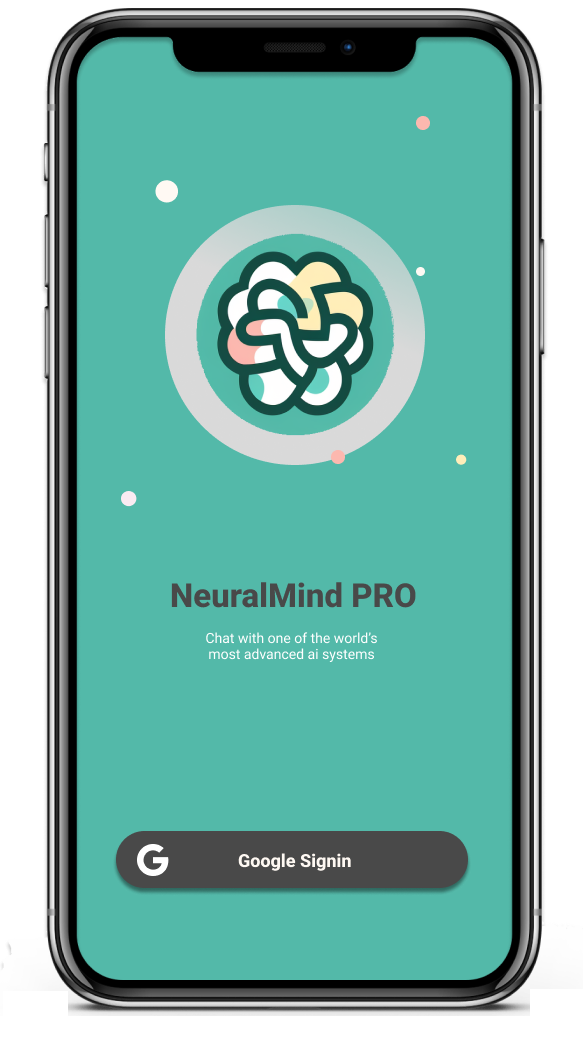 NeuralMind PRO
Chat with one of the world's
most advanced ai systems
Google Signin